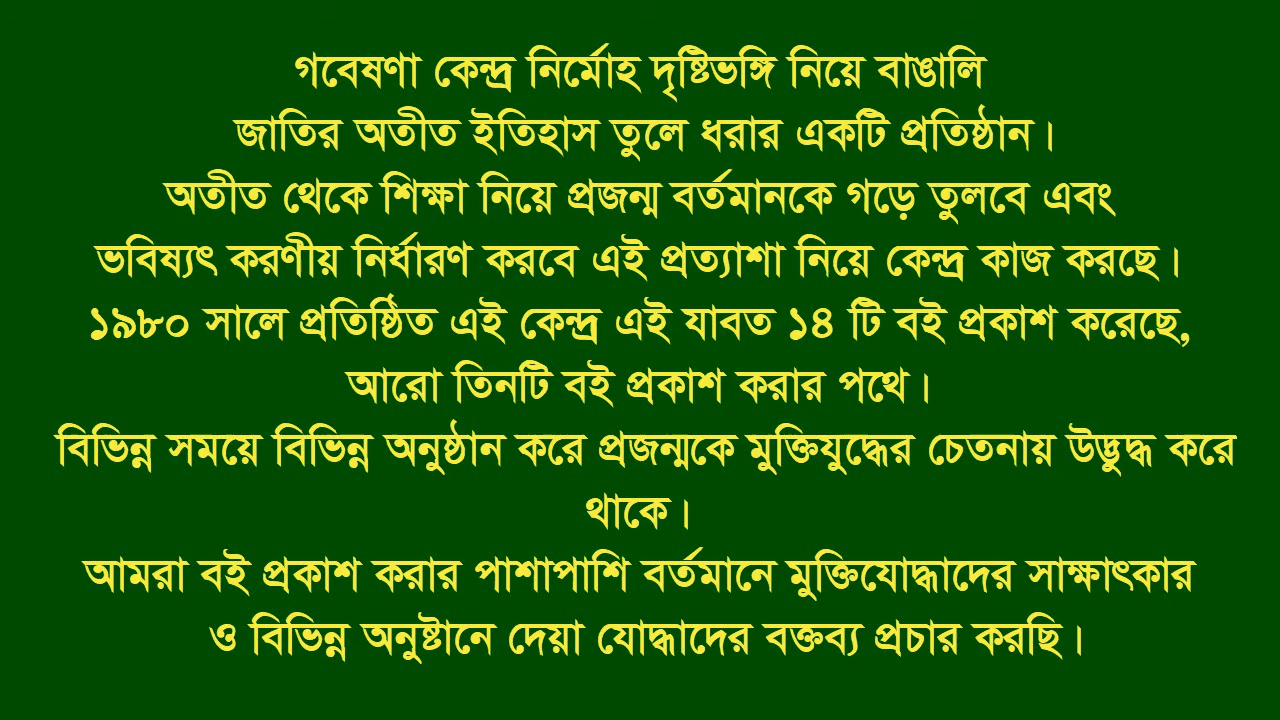 গবেষণা কেন্দ্র নির্মোহ দৃষ্টিভঙ্গি নিয়ে বাঙালি
জাতির অতীত ইতিহাস তুলে ধরার একটি প্রতিষ্ঠান।
অতীত থেকে শিক্ষা নিয়ে প্রজন্ম বর্তমানকে গড়ে তুলবে এবং
ভবিষ্যৎ করণীয় নির্ধারণ করবে এই প্রত্যাশা নিয়ে কেন্দ্র কাজ করছে।
১৯৮০ সালে প্রতিষ্ঠিত এই কেন্দ্র এই যাবত ১৪ টি বই প্রকাশ করেছে,
আরো তিনটি বই প্রকাশ করার পথে।
বিভিন্ন সময়ে বিভিন্ন অনুষ্ঠান করে প্রজন্মকে মুক্তিযুদ্ধের চেতনায় উদ্ভুদ্ধ করে
থাকে।
আমরা বই প্রকাশ করার পাশাপাশি বর্তমানে মুক্তিযোদ্ধাদের সাক্ষাৎকার
ও বিভিন্ন অনুষ্টানে দেয়া যোদ্ধাদের বক্তব্য প্রচার করছি।